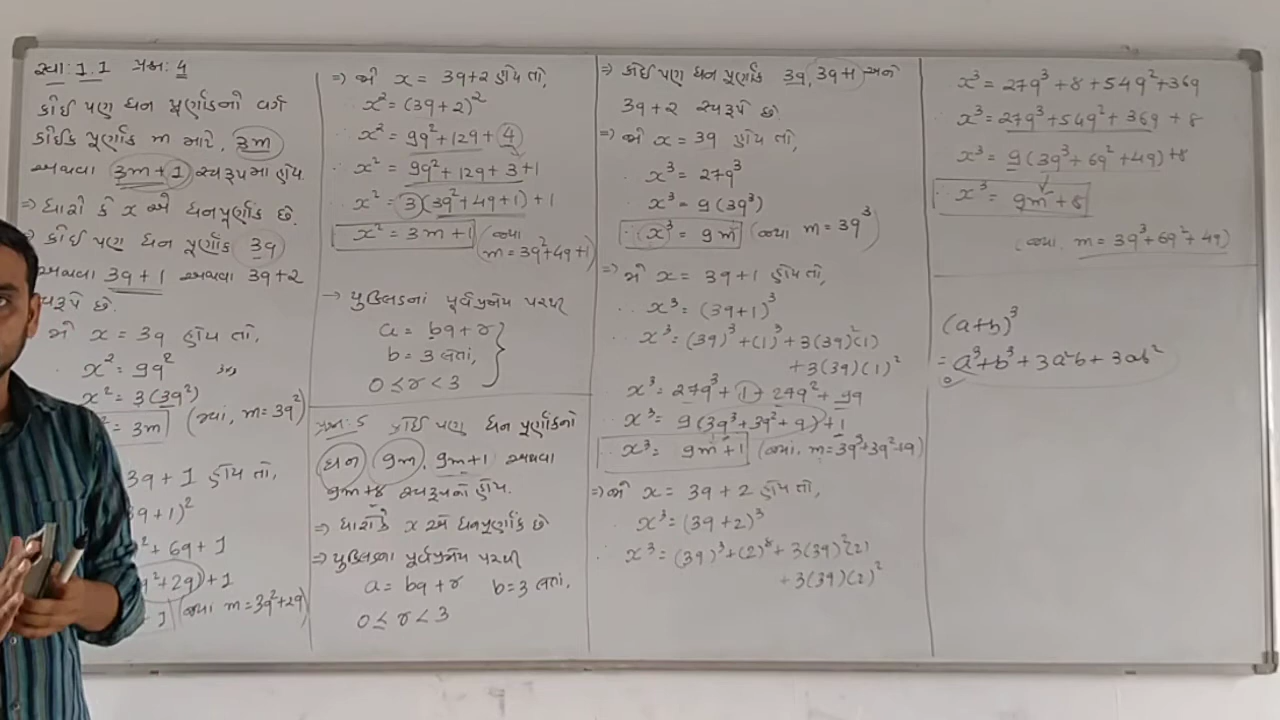 સ્વા: 1.1 પ્રશ્ન: 4
કોઈ પણ ધન પૂર્ણાંકનો વર્ગ
કોઈક પૂર્ણાંક m માટે, 3m
અથવા 3m+1 સ્વરૂપમાં હોય.
⇒ ધારો કે x એ ધનપૂર્ણાંક છે.
⇒ કોઈ પણ ધન પૂર્ણાંક 3q
અથવા 3q+1 અથવા 3q+2
સ્વરૂપે છે.
જો x = 3q હોય તો,
∴ x² = 9q²
x² = 3(3q²)
= 3m (જ્યાં, m=3q²)
3q+1 હોય તો,
q+1)²
² + 6q + 1
q²+2q)+1
(જ્યાં m=3q²+2q)
⇒ જો x = 3q+2 હોય તો,
∴ x² = (3q+2)²
∴ x² = 9q²+12q+4
∴ x² = 9q²+12q+3+1
∴ x² = 3(3q²+4q+1)+1
x² = 3m+1 (જ્યાં
m=3q²+4q+1)
→ યુક્લિડનાં પૂર્વપ્રમેય પરથી
a = bq+r
b = 3 લેતાં,
0 ≤ r < 3
પ્રશ્ન: 5 કોઈ પણ ધન પૂર્ણાંકનો
ઘન 9m, 9m+1 અથવા
9m+8 સ્વરૂપનો હોય.
⇒ ધારોકે x એ ધનપૂર્ણાંક છે
⇒ યુક્લિડના પૂર્વપ્રમેય પરથી
a = bq+r b=3 લેતાં,
0 ≤ r < 3
⇒ કોઈ પણ ધન પૂર્ણાંક 3q, 3q+1 અને
3q+2 સ્વરૂપે છે
⇒ જો x = 3q હોય તો,
∴ x³ = 27q³
∴ x³ = 9(3q³)
∴ x³ = 9m (જ્યાં m = 3q³)
⇒ જો x = 3q+1 હોય તો,
∴ x³ = (3q+1)³
∴ x³ = (3q)³+(1)³+3(3q)²(1)
+3(3q)(1)²
x³ = 27q³+1+27q²+9q
∴ x³ = 9(3q³+3q²+q)+1
∴ x³ = 9m+1 (જ્યાં, m=3q³+3q²+q)
⇒ જો x = 3q+2 હોય તો,
x³ = (3q+2)³
∴ x³ = (3q)³+(2)³+3(3q)²(2)
+3(3q)(2)²
x³ = 27q³+8+54q²+36q
∴ x³ = 27q³+54q²+36q+8
x³ = 9(3q³+6q²+4q)+8
∴ x³ = 9m+8
(જ્યાં, m=3q³+6q²+4q)
(a+b)³
= a³+b³+3a²b+3ab²